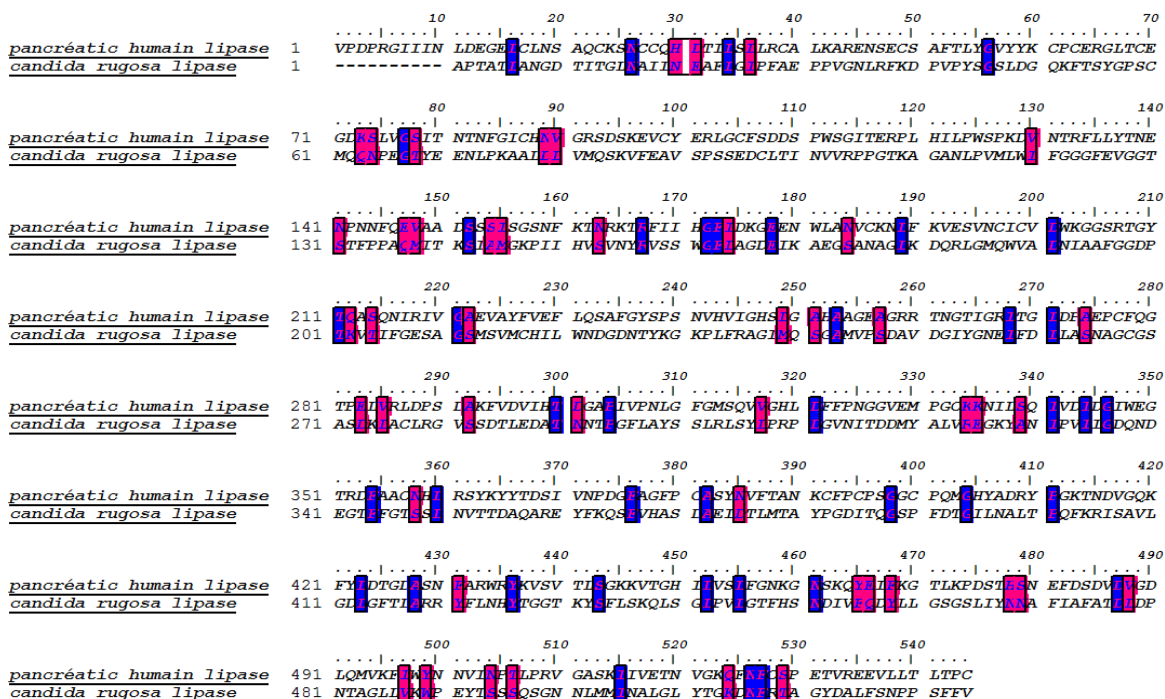 10 20 30 40 50 60 70
pancréatic humain lipase 1 VPDPRGIIIN LDEGELCLNS AQCKSNCCQH DTILSLLRCA LKARENSECS AFTLYGVYYK CPCERGLTCE
candida rugosa lipase 1 ---------- APTATLANGD TITGDNAILN EAFLGIPFAE PPVGNLRFKD PVPYSGSLDG QKFTSYGPSC
80 90 100 110 120 130 140
pancréatic humain lipase 71 GDKSLVGSIT NTNFGICHNV GRSDSKEVCY ERLGCFSDDS PWSGITERPL HILPWSPKDV NTRFLLYTNE
candida rugosa lipase 61 MQQNPEGTYE ENLPKAALLI VMQSKVFEAV SPSSEDCLTI NVVRPPGTKA GANLPVMLWI FGGGFEVGGT
150 160 170 180 190 200 210
pancréatic humain lipase 141 NPNNFQEVAA DSSSISGSNF KTNRKTRFII HGFIDKGEEN WLANVCKNLF KVESVNCICV DWKGGSRTGY
candida rugosa lipase 131 STFPPAQMIT KSIAMGKPII HVSVNYRVSS WGFLAGDEIK AEGSANAGLK DQRLGMQWVA DNIAAFGGDP
220 230 240 250 260 270 280
pancréatic humain lipase 211 TQASQNIRIV GAEVAYFVEF LQSAFGYSPS NVHVIGHSLG AHAAGEAGRR TNGTIGRITG LDPAEPCFQG
candida rugosa lipase 201 TKVTIFGESA GSMSVMCHIL WNDGDNTYKG KPLFRAGIMQ SGAMVPSDAV DGIYGNEIFD LLASNAGCGS
290 300 310 320 330 340 350
pancréatic humain lipase 281 TPELVRLDPS DAKFVDVIHT DGAPIVPNLG FGMSQVVGHL DFFPNGGVEM PGCKKNIISQ IVDIDGIWEG
candida rugosa lipase 271 ASDKLACLRG VSSDTLEDAT NNTPGFLAYS SLRLSYLPRP DGVNITDDMY ALVREGKYAN IPVIIGDQND
360 370 380 390 400 410 420
pancréatic humain lipase 351 TRDFAACNHL RSYKYYTDSI VNPDGFAGFP CASYNVFTAN KCFPCPSGGC PQMGHYADRY PGKTNDVGQK
candida rugosa lipase 341 EGTFFGTSSL NVTTDAQARE YFKQSFVHAS DAEIDTLMTA YPGDITQGSP FDTGILNALT PQFKRISAVL
430 440 450 460 470 480 490
pancréatic humain lipase 421 FYLDTGDASN FARWRYKVSV TLSGKKVTGH ILVSLFGNKG NSKQYEIFKG TLKPDSTHSN EFDSDVDVGD
candida rugosa lipase 411 GDLGFTLARR YFLNHYTGGT KYSFLSKQLS GLPVLGTFHS NDIVFQDYLL GSGSLIYNNA FIAFATDLDP
500 510 520 530 540
pancréatic humain lipase 491 LQMVKFIWYN NVINPTLPRV GASKIIVETN VGKQFNFCSP ETVREEVLLT LTPC
candida rugosa lipase 481 NTAGLLVKWP EYTSSSQSGN NLMMINALGL YTGKDNFRTA GYDALFSNPP SFFV